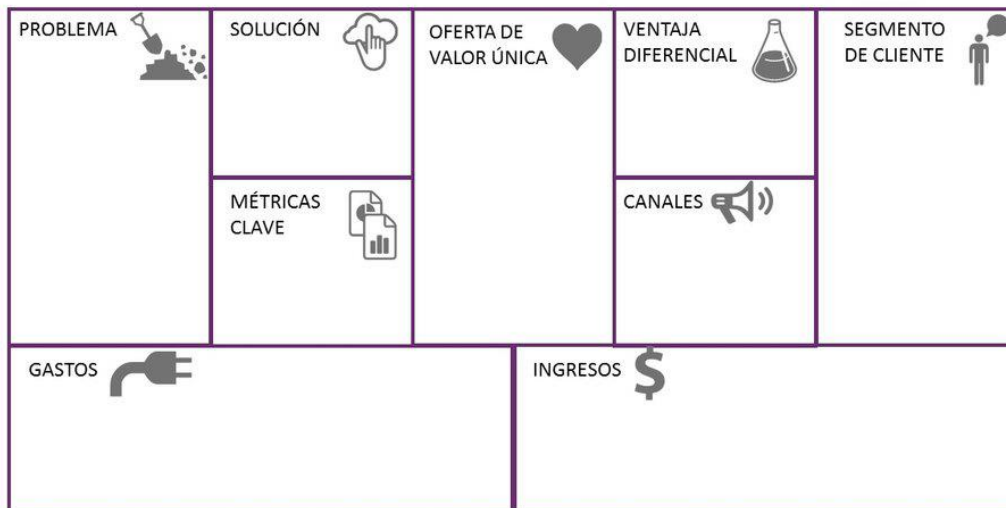 PROBLEMA
SOLUCIÓN
MÉTRICAS
CLAVE
OFERTA DE
VALOR ÚNICA
VENTAJA
DIFERENCIAL
CANALES
SEGMENTO
DE CLIENTE
GASTOS
INGRESOS $